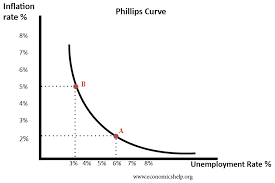 Inflation
rate %
Phillips Curve
8%
7%
6%
5%
4%
3%
2%
B
A
3% 4% 5% 6% 7% 8%
Unemployment Rate %
www.economicshelp.org